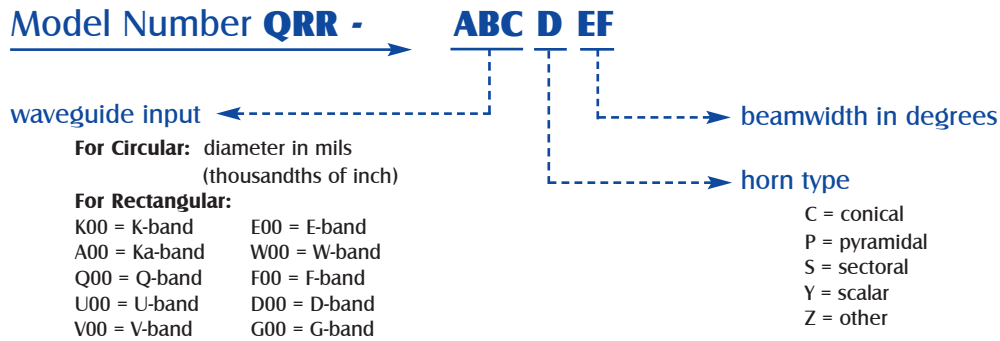 Model Number QRR - ABC D EF
waveguide input
For Circular: diameter in mils
(thousandths of inch)
For Rectangular:
K00 = K-band E00 = E-band
A00 = Ka-band W00 = W-band
Q00 = Q-band F00 = F-band
U00 = U-band D00 = D-band
V00 = V-band G00 = G-band
beamwidth in degrees
horn type
C = conical
P = pyramidal
S = sectoral
Y = scalar
Z = other